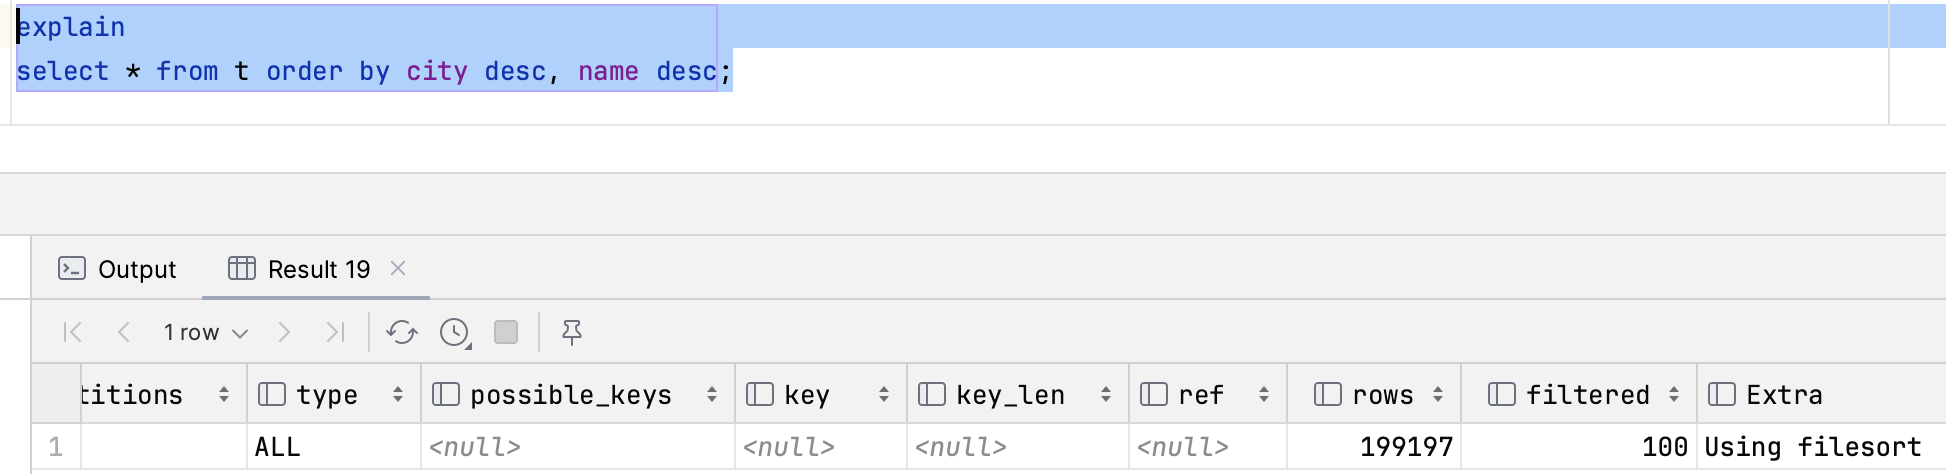 explain
select * from t order by city desc, name desc;
Output Result 19
1 row
titions type possible_keys key key_len ref rows filtered Extra
1 ALL <null> <null> <null> <null> 199197 100 Using filesort